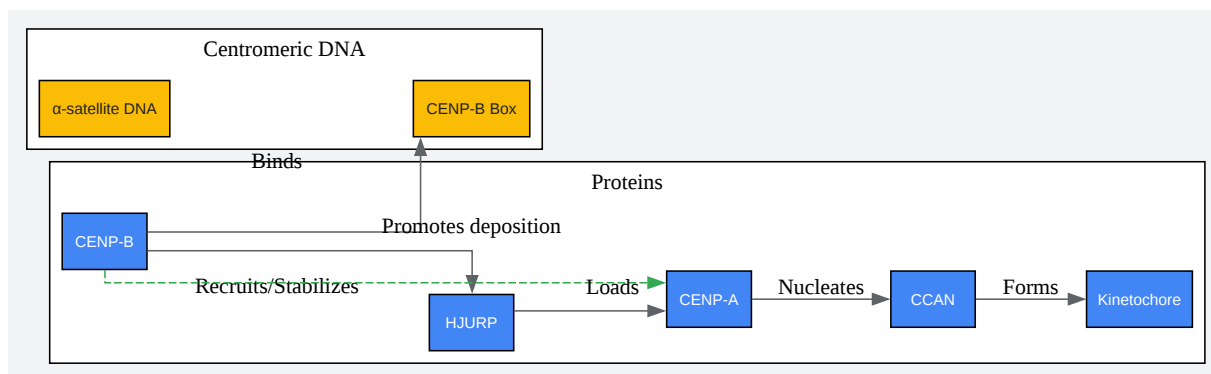 Centromeric DNA
α-satellite DNA
CENP-B Box
Binds
Proteins
CENP-B
Promotes deposition
Recruits/Stabilizes
HJURP
Loads
CENP-A
Nucleates
CCAN
Forms
Kinetochore